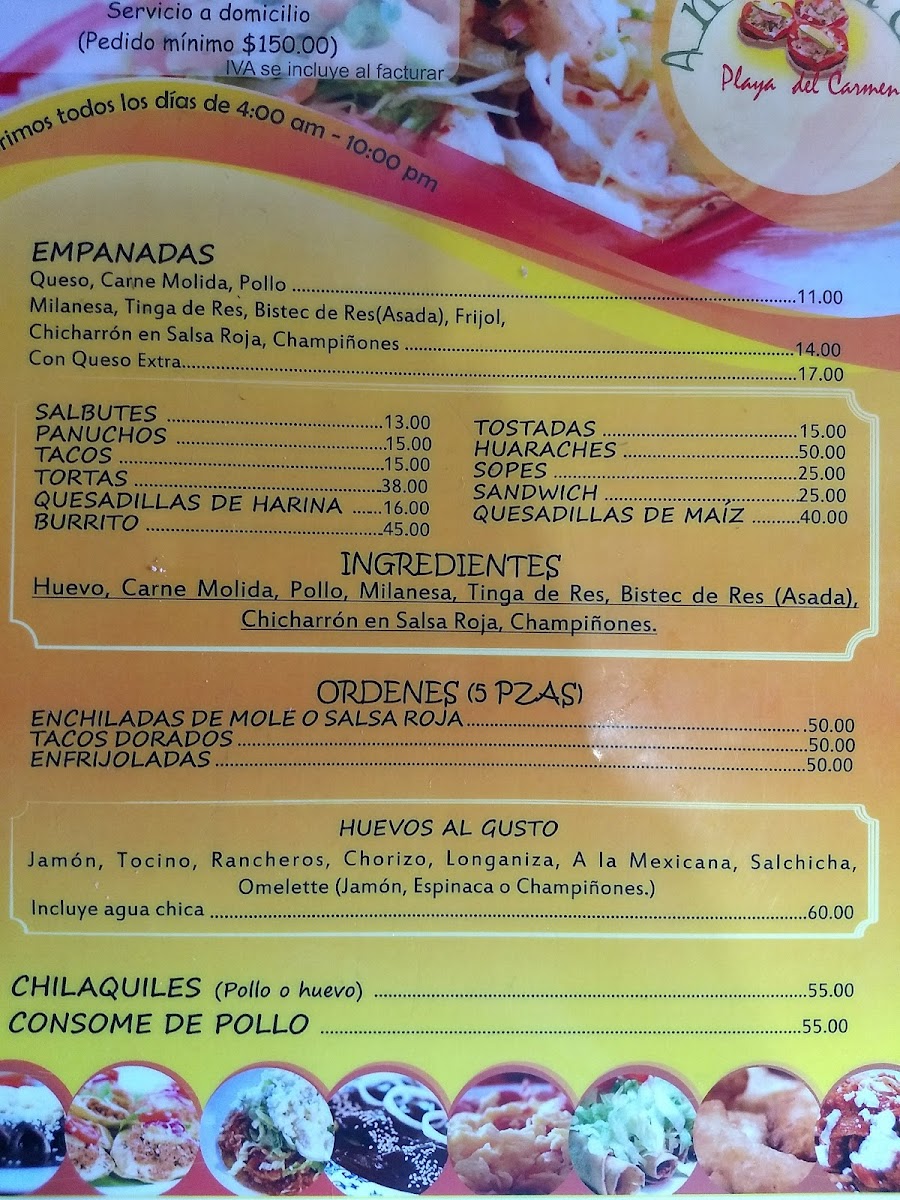 Servicio a domicilio
(Pedido mínimo $150.00)
IVA se incluye al facturar
Playa del Carmen
todos los días de 4:00 am - 10:00 pm
EMPANADAS
Queso, Carne Molida, Pollo ... 11.00
Milanesa, Tinga de Res, Bistec de Res(Asada), Frijol,
Chicharrón en Salsa Roja, Champiñones ... 14.00
Con Queso Extra... 17.00
SALBUTES ... 13.00
PANUCHOS ... 15.00
TACOS ... 15.00
TORTAS ... 38.00
QUESADILLAS DE HARINA ... 16.00
BURRITO ... 45.00
TOSTADAS ... 15.00
HUARACHES ... 50.00
SOPES ... 25.00
SANDWICH ... 25.00
QUESADILLAS DE MAÍZ ... 40.00
INGREDIENTES
Huevo, Carne Molida, Pollo, Milanesa, Tinga de Res, Bistec de Res (Asada),
Chicharrón en Salsa Roja, Champiñones.
ORDENES (5 PZAS)
ENCHILADAS DE MOLE O SALSA ROJA ... 50.00
TACOS DORADOS ... 50.00
ENFRIJOLADAS ... 50.00
HUEVOS AL GUSTO
Jamón, Tocino, Rancheros, Chorizo, Longaniza, A la Mexicana, Salchicha,
Omelette (Jamón, Espinaca o Champiñones.)
Incluye agua chica ... 60.00
CHILAQUILES (Pollo o huevo) ... 55.00
CONSOME DE POLLO ... 55.00